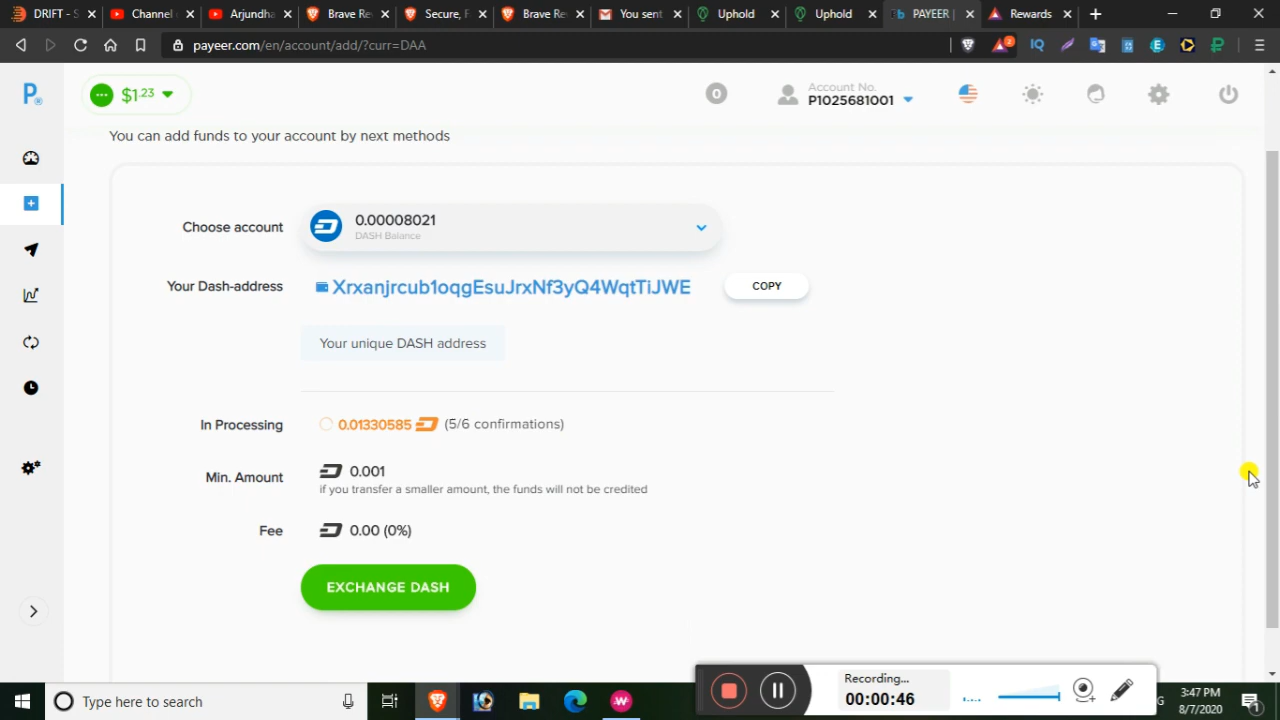 DRIFT - S
Channel
Arjundha
Brave Re
Secure, F
Brave Re
You sent
Uphold
Uphold
PAYEER |
Rewards
payeer.com/en/account/add/?curr=DAA
2
IQ
P
$1.23
0
Account No.
P1025681001
You can add funds to your account by next methods
Choose account
0.00008021
DASH Balance
Your Dash-address
Xrxanjrcub1oqgEsuJrxNf3yQ4WqtTiJWE
COPY
Your unique DASH address
In Processing
0.01330585 (5/6 confirmations)
Min. Amount
0.001
if you transfer a smaller amount, the funds will not be credited
Fee
0.00 (0%)
EXCHANGE DASH
Recording...
00:00:46
Type here to search
G
3:47 PM
8/7/2020
1